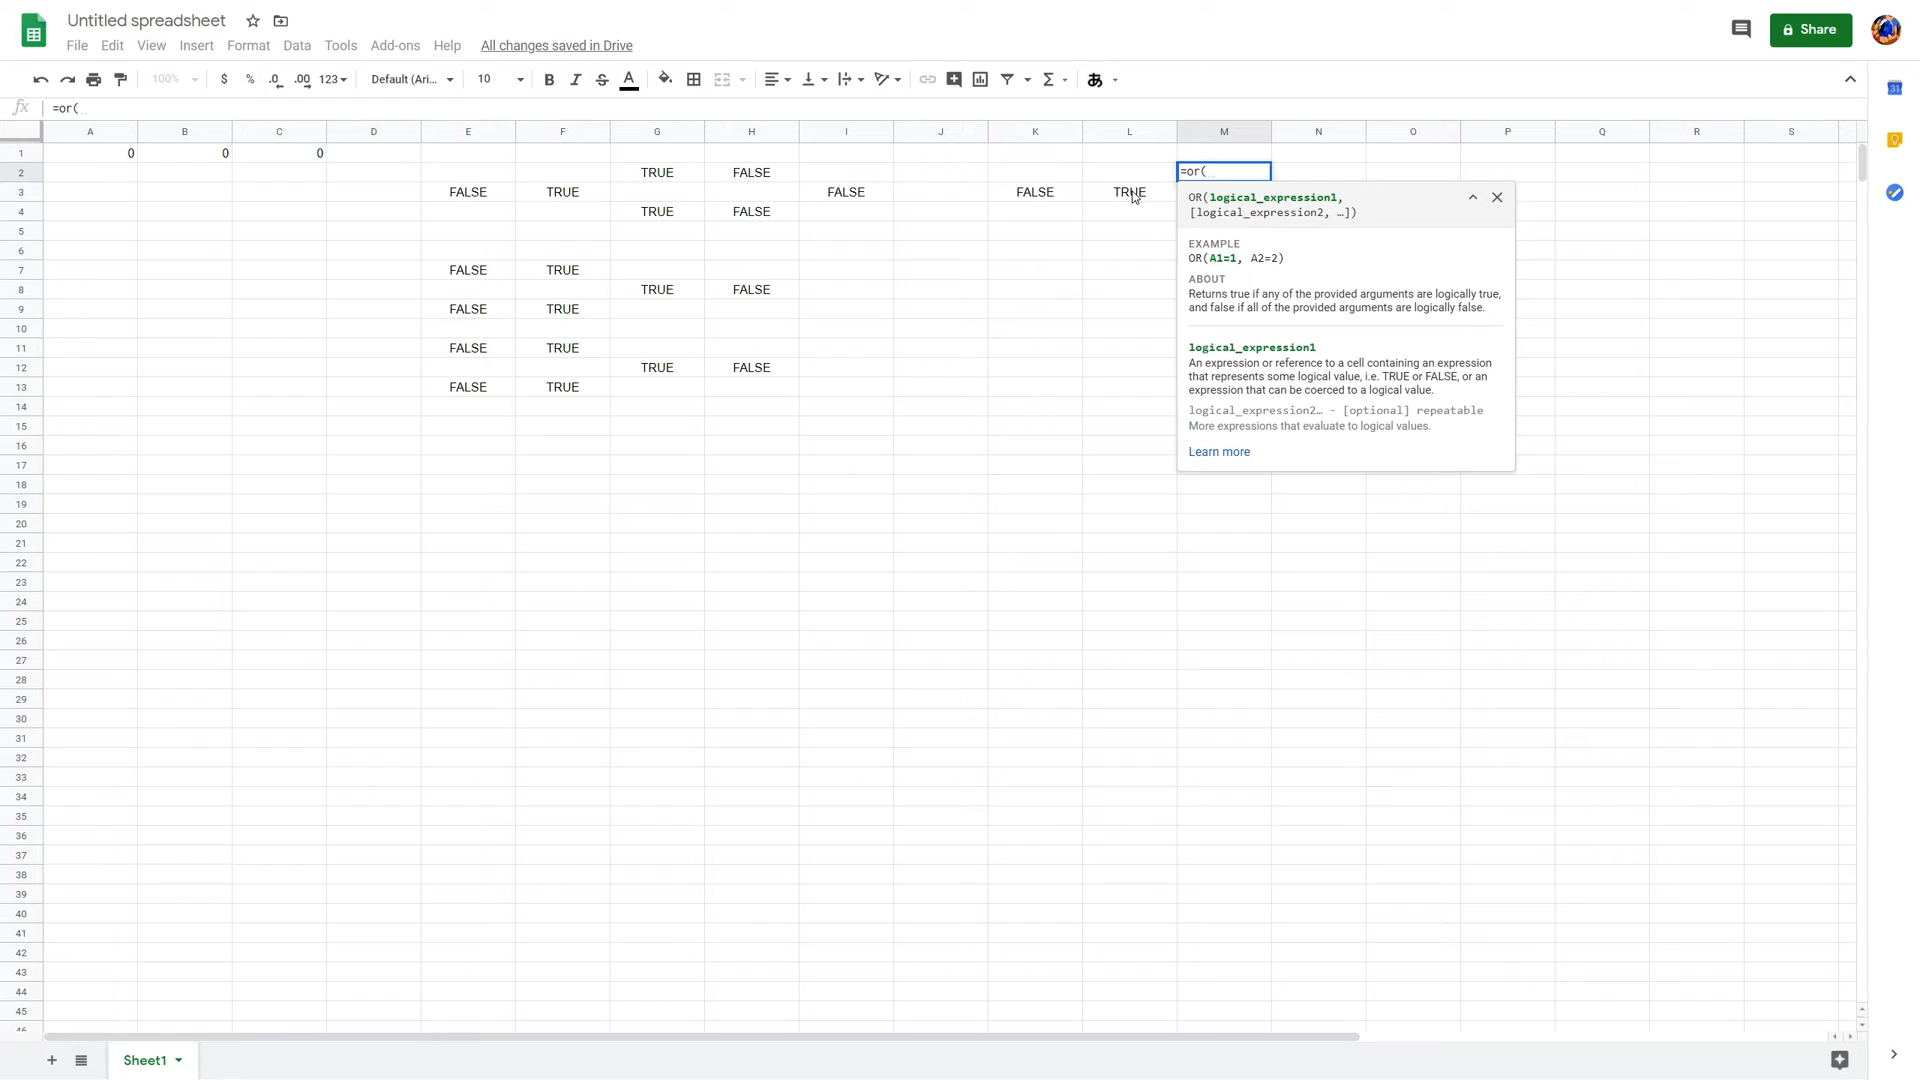 Untitled spreadsheet
File Edit View Insert Format Data Tools Add-ons Help All changes saved in Drive
Share
100% $ % .0 .00 123 Default (Ari... 10 B I S A あ
31
fx =or(
A B C D E F G H I J K L M N O P Q R S
1 0 0 0
2 TRUE FALSE =or(
3 FALSE TRUE FALSE FALSE TRUE
4 TRUE FALSE
5
6
7 FALSE TRUE
8 TRUE FALSE
9 FALSE TRUE
10
11 FALSE TRUE
12 TRUE FALSE
13 FALSE TRUE
14
15
16
17
18
19
20
21
22
23
24
25
26
27
28
29
30
31
32
33
34
35
36
37
38
39
40
41
42
43
44
45
46
OR(logical_expression1,
[logical_expression2, …])
EXAMPLE
OR(A1=1, A2=2)
ABOUT
Returns true if any of the provided arguments are logically true,
and false if all of the provided arguments are logically false.
logical_expression1
An expression or reference to a cell containing an expression
that represents some logical value, i.e. TRUE or FALSE, or an
expression that can be coerced to a logical value.
logical_expression2… - [optional] repeatable
More expressions that evaluate to logical values.
Learn more
Sheet1